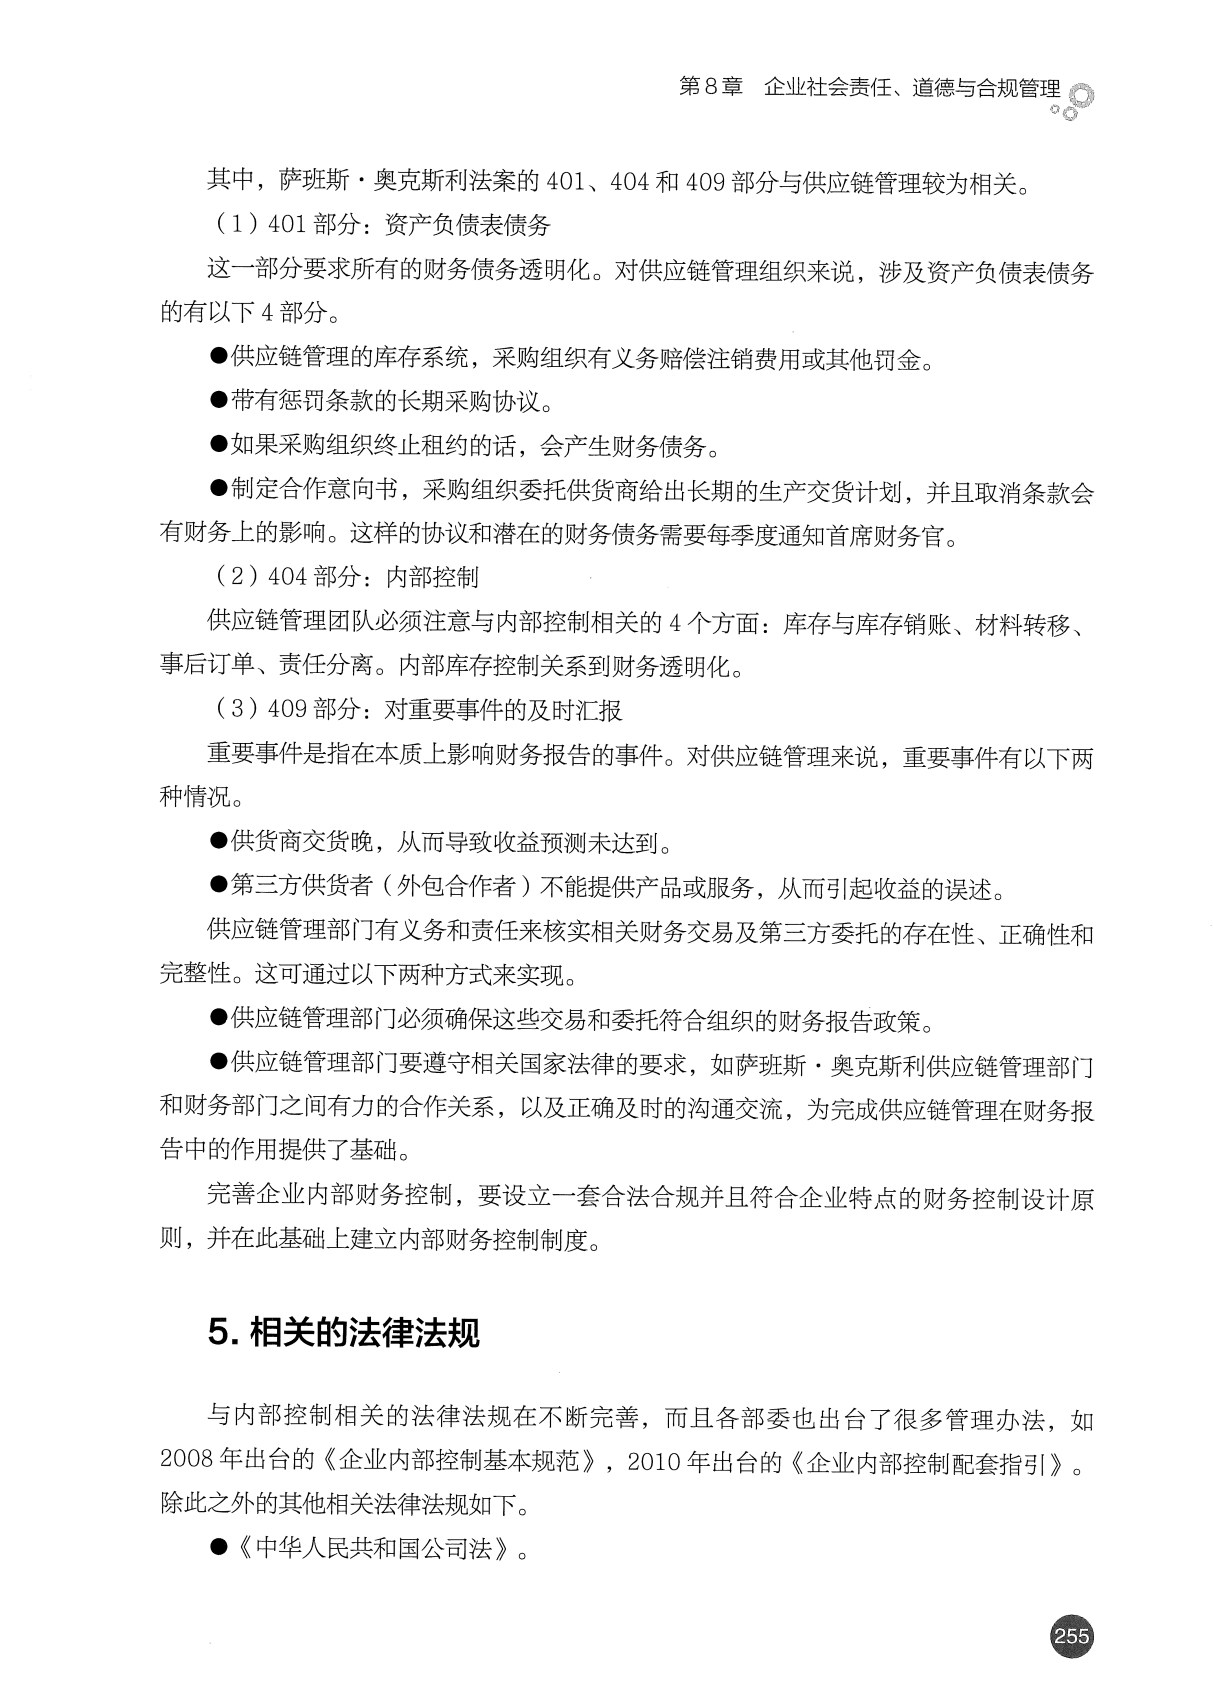 第8章 企业社会责任、道德与合规管理
其中，萨班斯·奥克斯利法案的 401、404 和 409 部分与供应链管理较为相关。
（1）401 部分：资产负债表债务
这一部分要求所有的财务债务透明化。对供应链管理组织来说，涉及资产负债表债务
的有以下 4 部分。
●供应链管理的库存系统，采购组织有义务赔偿注销费用或其他罚金。
●带有惩罚条款的长期采购协议。
●如果采购组织终止租约的话，会产生财务债务。
●制定合作意向书，采购组织委托供货商给出长期的生产交货计划，并且取消条款会
有财务上的影响。这样的协议和潜在的财务债务需要每季度通知首席财务官。
（2）404 部分：内部控制
供应链管理团队必须注意与内部控制相关的 4 个方面：库存与库存销账、材料转移、
事后订单、责任分离。内部库存控制关系到财务透明化。
（3）409 部分：对重要事件的及时汇报
重要事件是指在本质上影响财务报告的事件。对供应链管理来说，重要事件有以下两
种情况。
●供货商交货晚，从而导致收益预测未达到。
●第三方供货者（外包合作者）不能提供产品或服务，从而引起收益的误述。
供应链管理部门有义务和责任来核实相关财务交易及第三方委托的存在性、正确性和
完整性。这可通过以下两种方式来实现。
●供应链管理部门必须确保这些交易和委托符合组织的财务报告政策。
●供应链管理部门要遵守相关国家法律的要求，如萨班斯·奥克斯利供应链管理部门
和财务部门之间有力的合作关系，以及正确及时的沟通交流，为完成供应链管理在财务报
告中的作用提供了基础。
完善企业内部财务控制，要设立一套合法合规并且符合企业特点的财务控制设计原
则，并在此基础上建立内部财务控制制度。
5. 相关的法律法规
与内部控制相关的法律法规在不断完善，而且各部委也出台了很多管理办法，如
2008 年出台的《企业内部控制基本规范》，2010 年出台的《企业内部控制配套指引》。
除此之外的其他相关法律法规如下。
●《中华人民共和国公司法》。
255